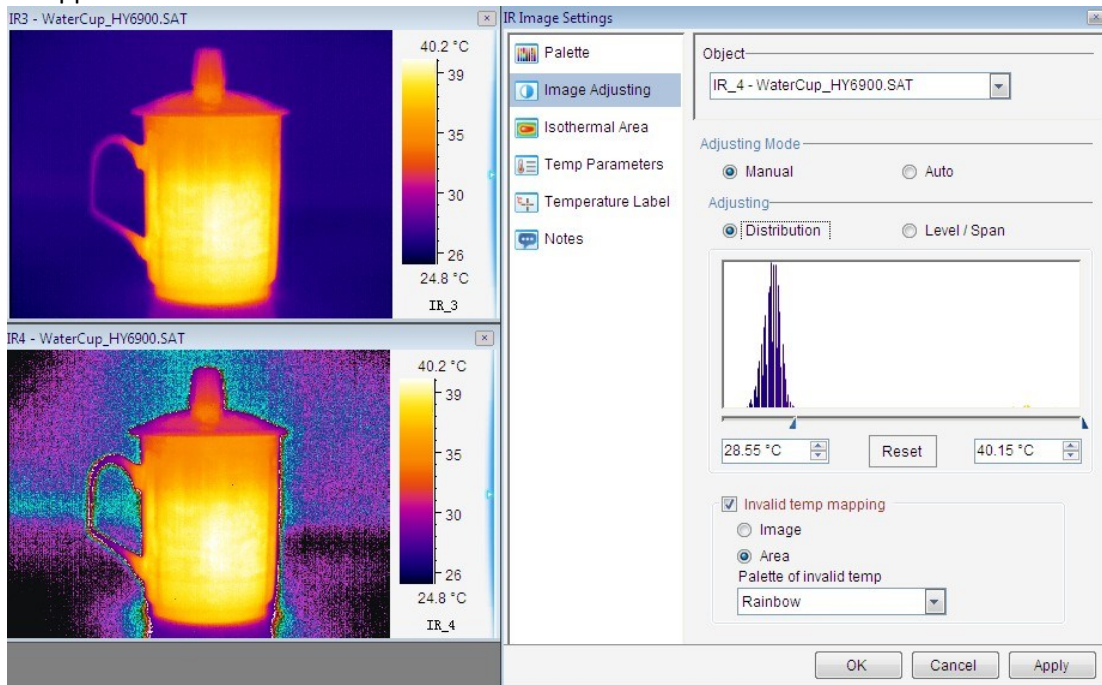 IR3 - WaterCup_HY6900.SAT
40.2 °C
39
35
30
26
24.8 °C
IR_3
IR4 - WaterCup_HY6900.SAT
40.2 °C
39
35
30
26
24.8 °C
IR_4
IR Image Settings
Palette
Image Adjusting
Isothermal Area
Temp Parameters
Temperature Label
Notes
Object
IR_4 - WaterCup_HY6900.SAT
Adjusting Mode
Manual Auto
Adjusting
Distribution Level / Span
28.55 °C Reset 40.15 °C
Invalid temp mapping
Image
Area
Palette of invalid temp
Rainbow
OK Cancel Apply